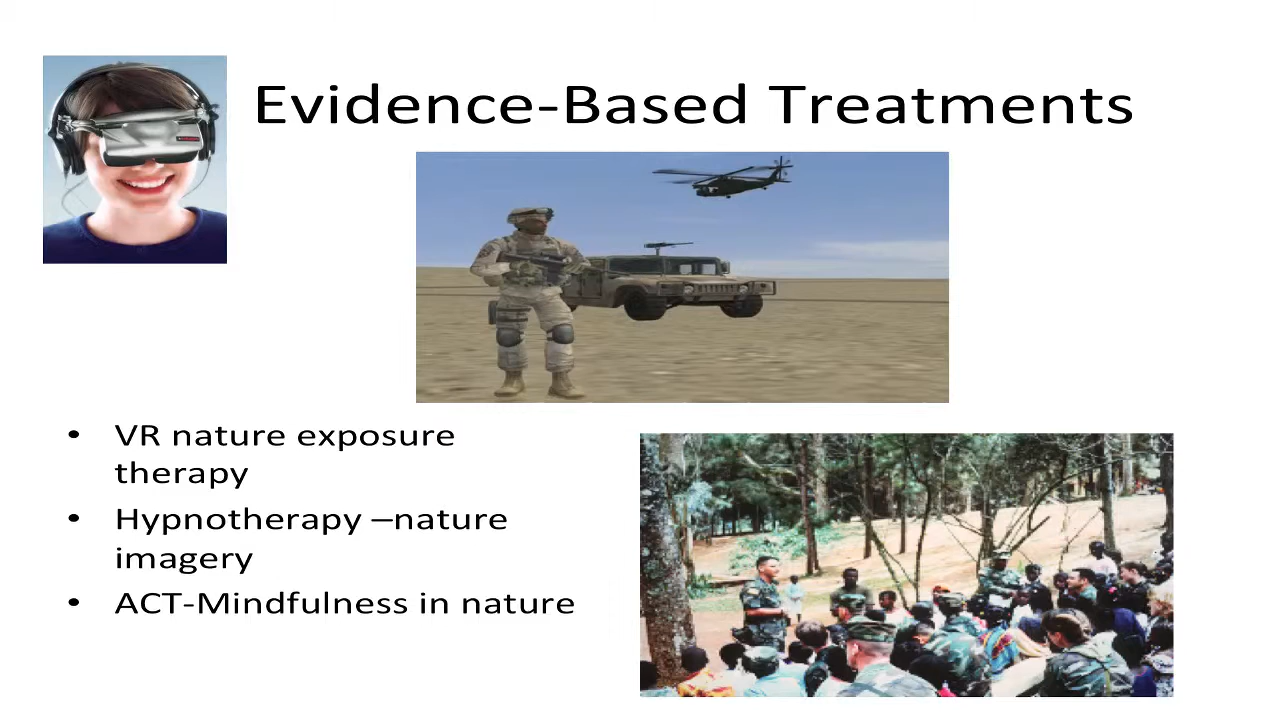 Evidence-Based Treatments
• VR nature exposure
therapy
• Hypnotherapy –nature
imagery
• ACT-Mindfulness in nature